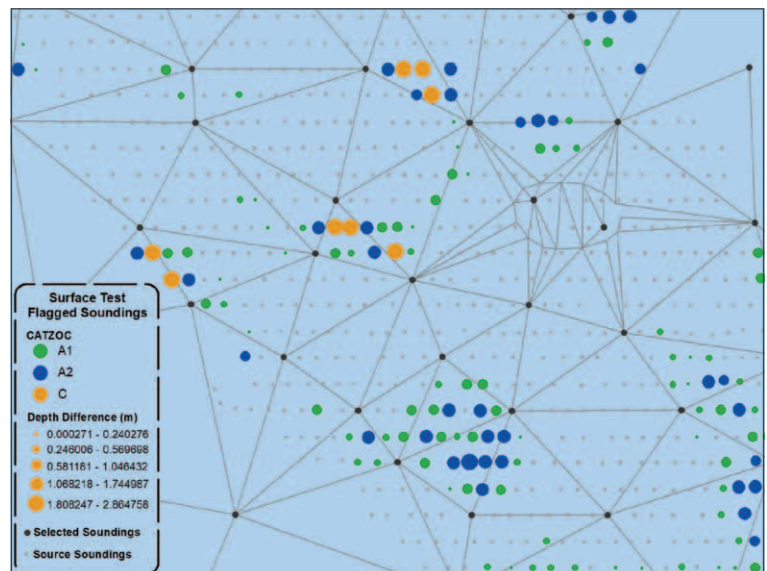 Surface Test
Flagged Soundings
CATZOC
A1
A2
C
Depth Difference (m)
0.000271 - 0.240276
0.246006 - 0.569698
0.581161 - 1.046432
1.068218 - 1.744987
1.808247 - 2.864758
Selected Soundings
Source Soundings